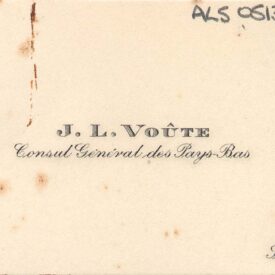 ALS 0513
J. L. VOÛTE
Consul Général des Pays-Bas